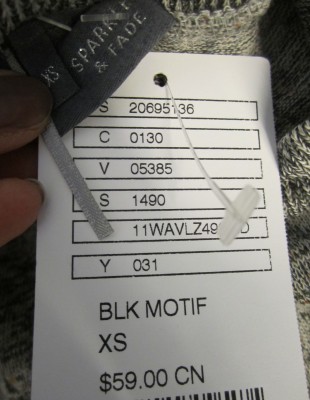 XS
SPARKLE
& FADE
S 20695136
C 0130
V 05385
S 1490
Y 031
BLK MOTIF
XS
$59.00 CN